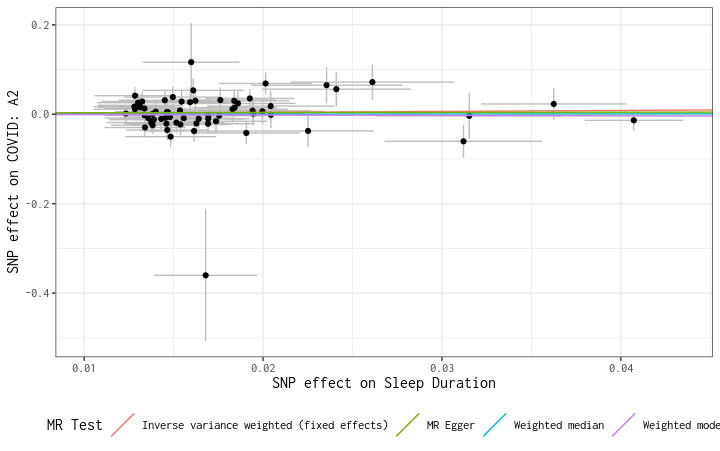 0.2
0.0
-0.2
-0.4
SNP effect on COVID: A2
0.01 0.02 0.03 0.04
SNP effect on Sleep Duration
MR Test Inverse variance weighted (fixed effects) MR Egger Weighted median Weighted mode